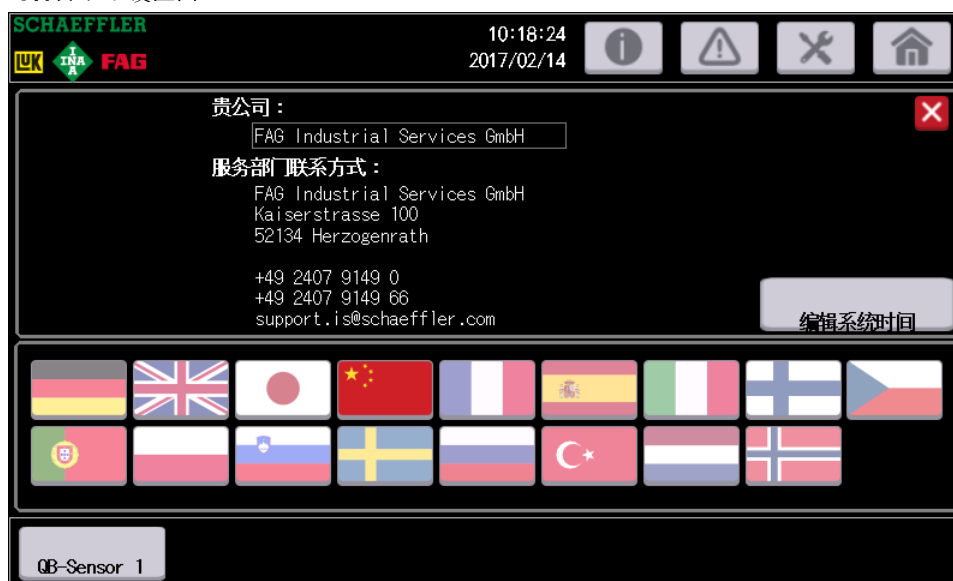 SCHAEFFLER
LUK INA FAG
10:18:24
2017/02/14
贵公司：
FAG Industrial Services GmbH
服务部门联系方式：
FAG Industrial Services GmbH
Kaiserstrasse 100
52134 Herzogenrath
+49 2407 9149 0
+49 2407 9149 66
support.is@schaeffler.com
编辑系统时间
QB-Sensor 1